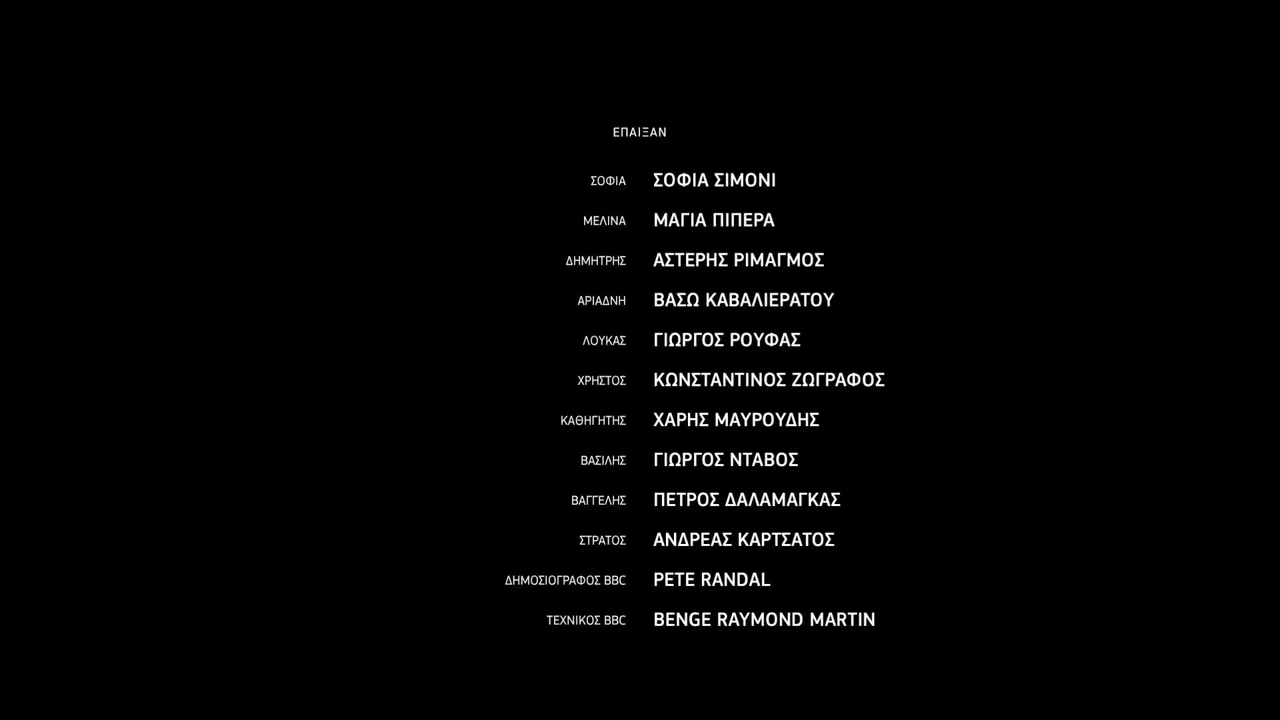 ΕΠΑΙΞΑΝ
ΣΟΦΙΑ ΣΟΦΙΑ ΣΙΜΟΝΙ
ΜΕΛΙΝΑ ΜΑΓΙΑ ΠΙΠΕΡΑ
ΔΗΜΗΤΡΗΣ ΑΣΤΕΡΗΣ ΡΙΜΑΓΜΟΣ
ΑΡΙΑΔΝΗ ΒΑΣΩ ΚΑΒΑΛΙΕΡΑΤΟΥ
ΛΟΥΚΑΣ ΓΙΩΡΓΟΣ ΡΟΥΦΑΣ
ΧΡΗΣΤΟΣ ΚΩΝΣΤΑΝΤΙΝΟΣ ΖΩΓΡΑΦΟΣ
ΚΑΘΗΓΗΤΗΣ ΧΑΡΗΣ ΜΑΥΡΟΥΔΗΣ
ΒΑΣΙΛΗΣ ΓΙΩΡΓΟΣ ΝΤΑΒΟΣ
ΒΑΓΓΕΛΗΣ ΠΕΤΡΟΣ ΔΑΛΑΜΑΓΚΑΣ
ΣΤΡΑΤΟΣ ΑΝΔΡΕΑΣ ΚΑΡΤΣΑΤΟΣ
ΔΗΜΟΣΙΟΓΡΑΦΟΣ BBC PETE RANDAL
ΤΕΧΝΙΚΟΣ BBC BENGE RAYMOND MARTIN